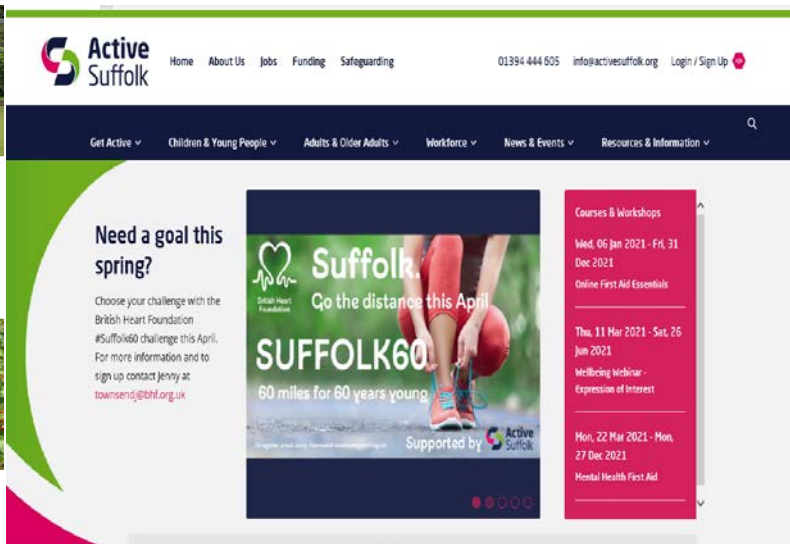 Active
Suffolk
Home About Us Jobs Funding Safeguarding
01394 444 605 info@activesuffolk.org Login / Sign Up
Get Active Children & Young People Adults & Older Adults Workforce News & Events Resources & Information
Need a goal this
spring?
Choose your challenge with the
British Heart Foundation
#Suffolk60 challenge this April.
For more information and to
sign up contact Jenny at
townsendj@bhf.org.uk
British Heart
Foundation
Suffolk.
Go the distance this April
SUFFOLK60
60 miles for 60 years young
Supported by Active
Suffolk
Courses & Workshops
Wed, 06 Jan 2021 - Fri, 31
Dec 2021
Online First Aid Essentials
Thu, 11 Mar 2021 - Sat, 26
Jun 2021
Wellbeing Webinar -
Expression of Interest
Mon, 22 Mar 2021 - Mon,
27 Dec 2021
Mental Health First Aid